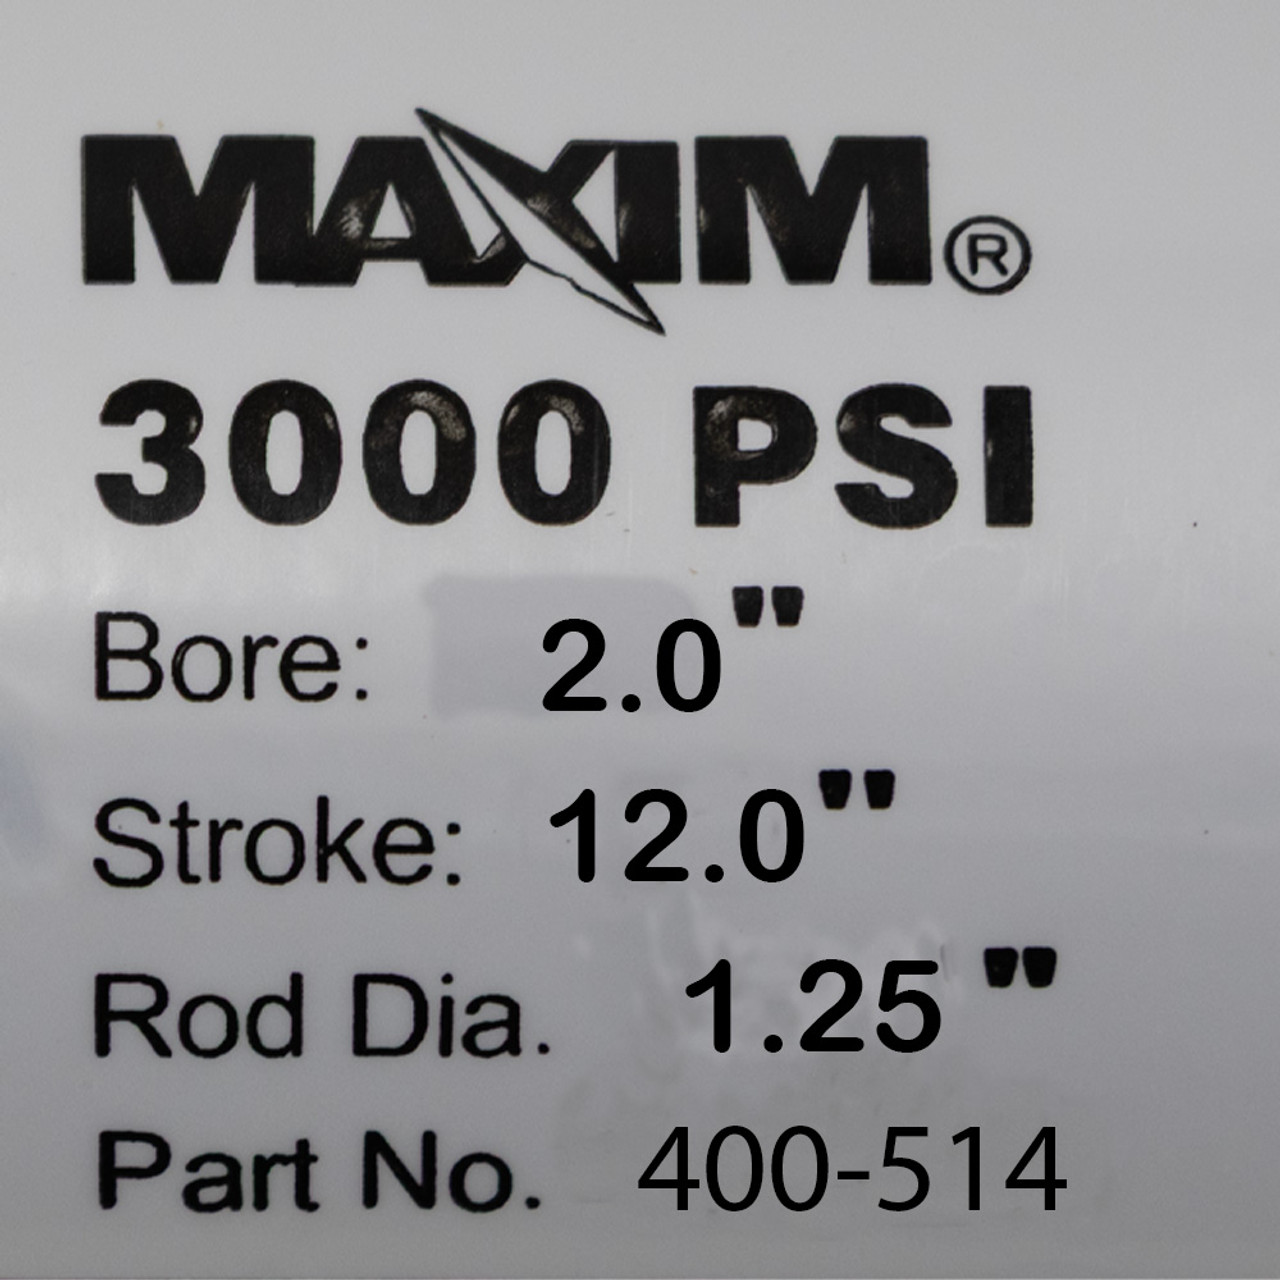 MAXIM®
3000 PSI
Bore: 2.0"
Stroke: 12.0"
Rod Dia. 1.25"
Part No. 400-514